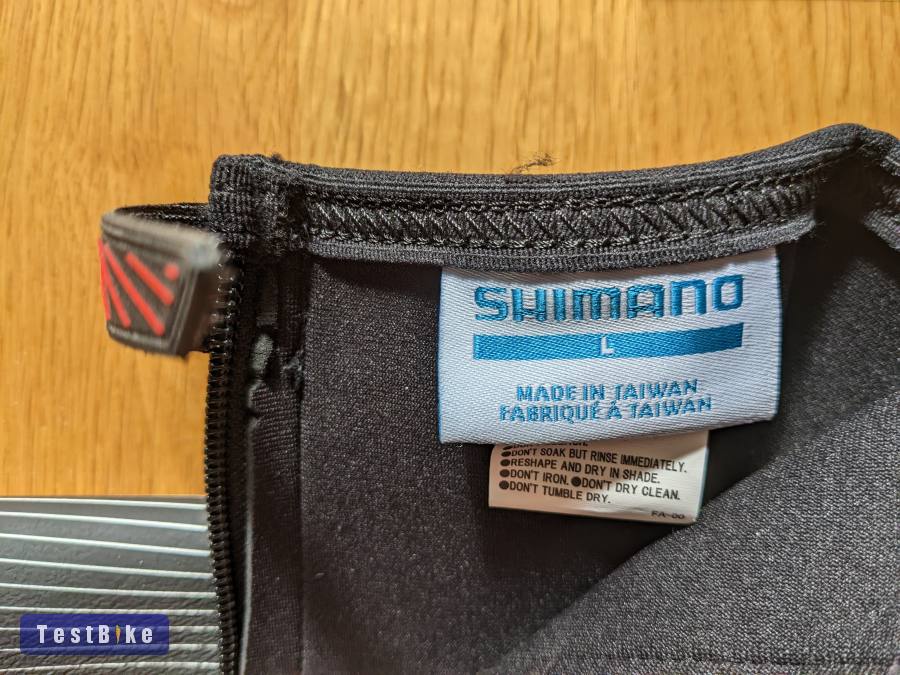 SHIMANO
L
MADE IN TAIWAN
FABRIQUÉ À TAIWAN
●DON'T SOAK BUT RINSE IMMEDIATELY.
●RESHAPE AND DRY IN SHADE.
●DON'T IRON. ●DON'T DRY CLEAN.
●DON'T TUMBLE DRY.
TestBike